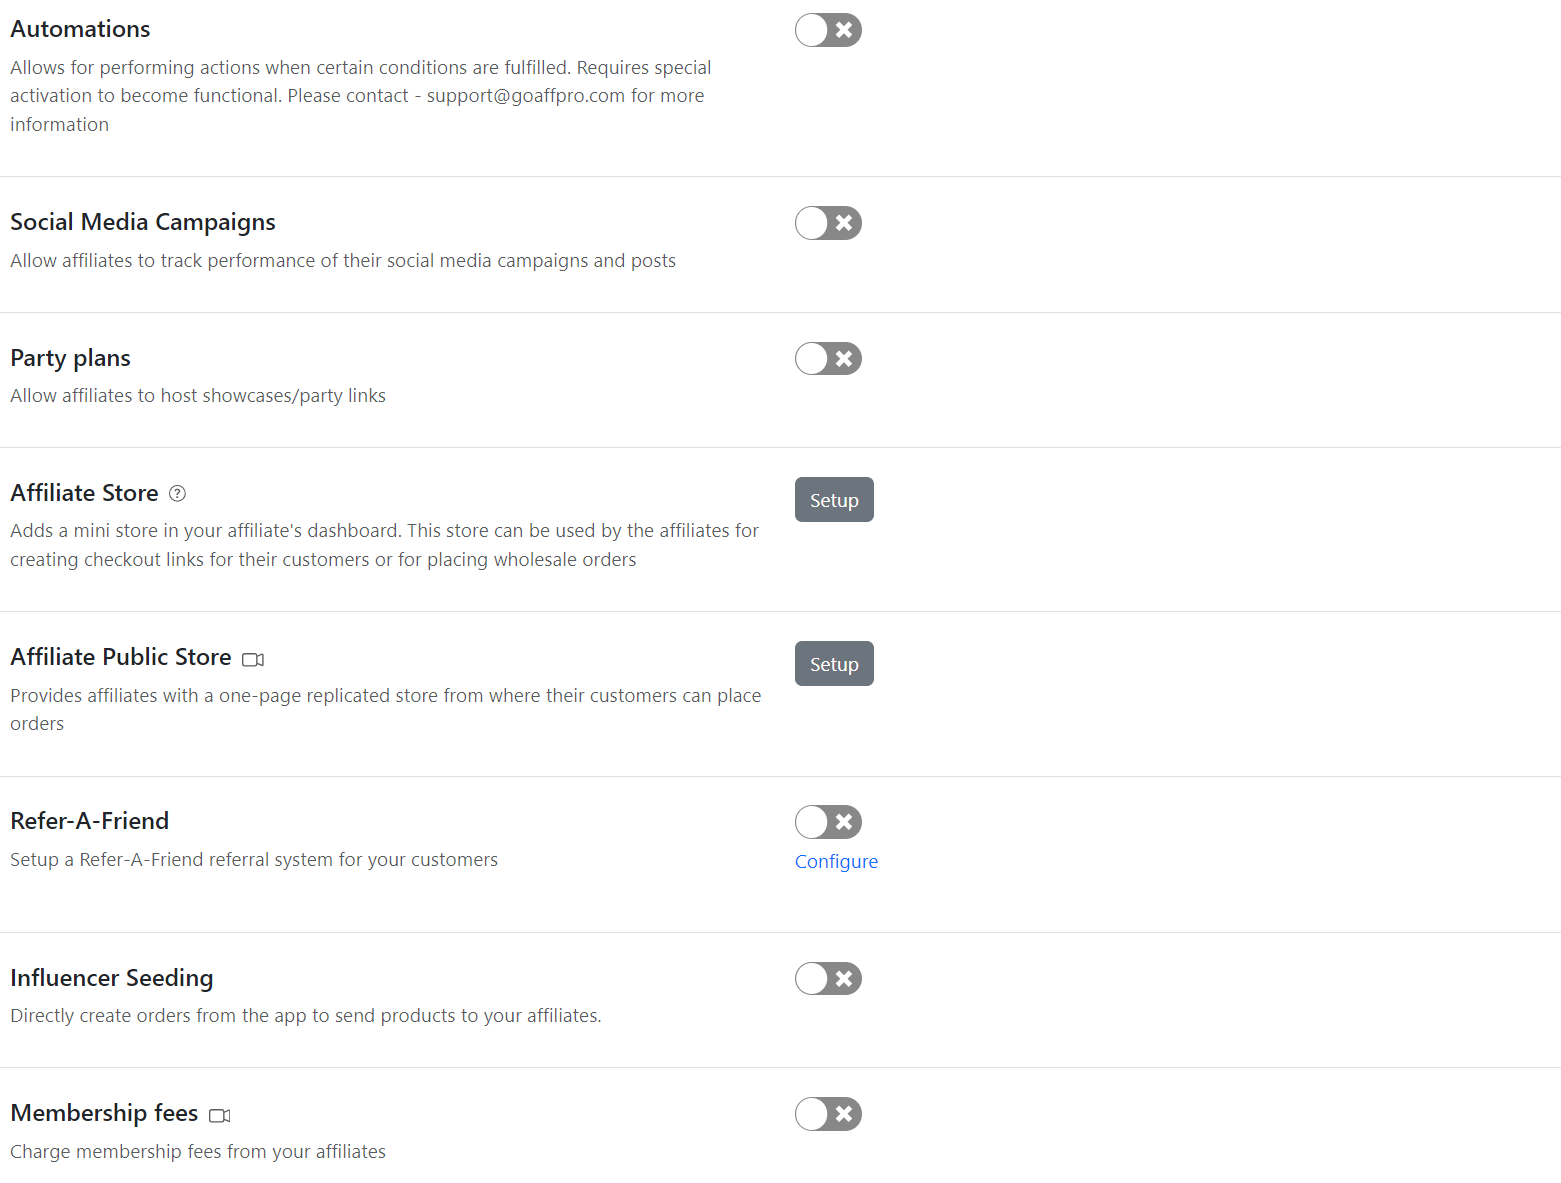 Automations
Allows for performing actions when certain conditions are fulfilled. Requires special
activation to become functional. Please contact - support@goaffpro.com for more
information
Social Media Campaigns
Allow affiliates to track performance of their social media campaigns and posts
Party plans
Allow affiliates to host showcases/party links
Affiliate Store
Setup
Adds a mini store in your affiliate's dashboard. This store can be used by the affiliates for
creating checkout links for their customers or for placing wholesale orders
Affiliate Public Store
Setup
Provides affiliates with a one-page replicated store from where their customers can place
orders
Refer-A-Friend
Setup a Refer-A-Friend referral system for your customers
Configure
Influencer Seeding
Directly create orders from the app to send products to your affiliates.
Membership fees
Charge membership fees from your affiliates